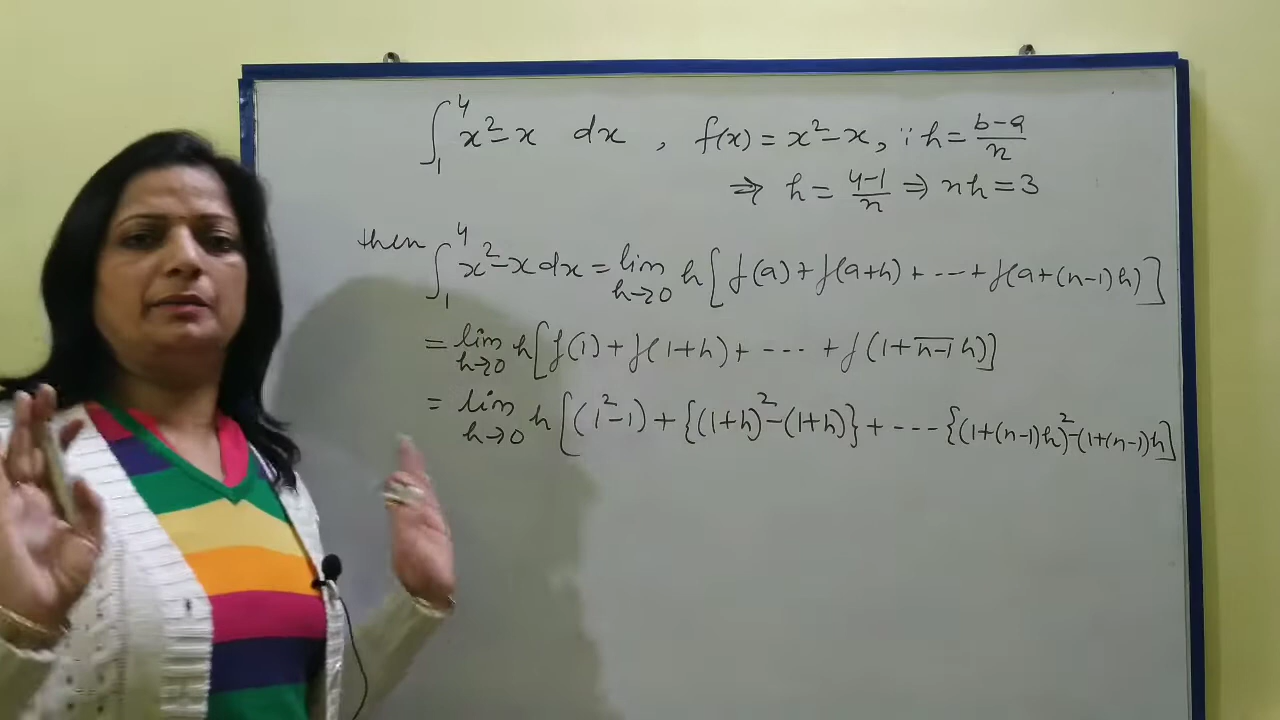 ∫₁⁴ x² – x dx , f(x) = x² – x, ∵ h = (b–a)/n
⇒ h = (4–1)/n ⇒ nh = 3
then ∫₁⁴ x² – x dx = lim h→0 h[f(a) + f(a+h) + --- + f(a+(n–1)h)]
= lim h→0 h[f(1) + f(1+h) + ---- + f(1+n̅–̅1̅ h)]
= lim h→0 h[(1²–1) + {(1+h)² – (1+h)} + ---- {(1+(n–1)h)² – (1+(n–1)h]